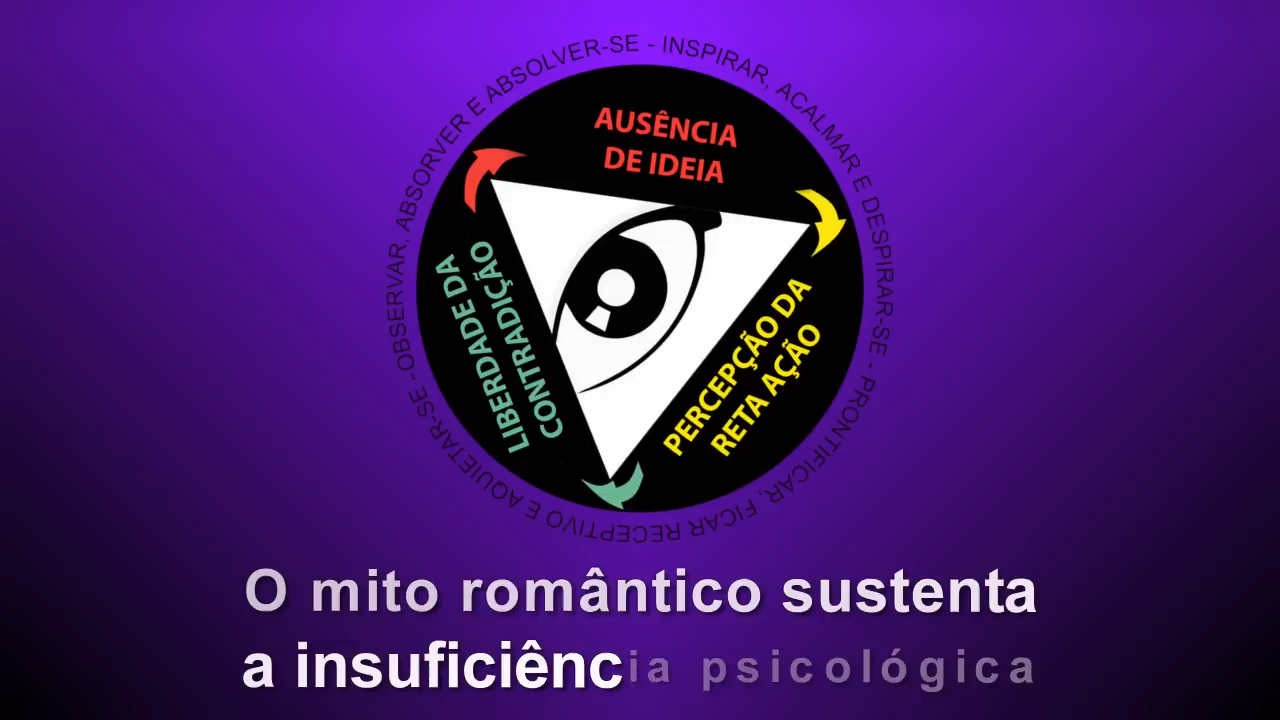 OBSERVAR, ABSORVER E ABSOLVER-SE - INSPIRAR, ACALMAR E DESPIRAR-SE - PRONTIFICAR, FICAR RECEPTIVO E AQUIETAR-SE -
AUSÊNCIA
DE IDEIA
PERCEPÇÃO DA
RETA AÇÃO
LIBERDADE DA
CONTRADIÇÃO
O mito romântico sustenta
a insuficiência psicológica